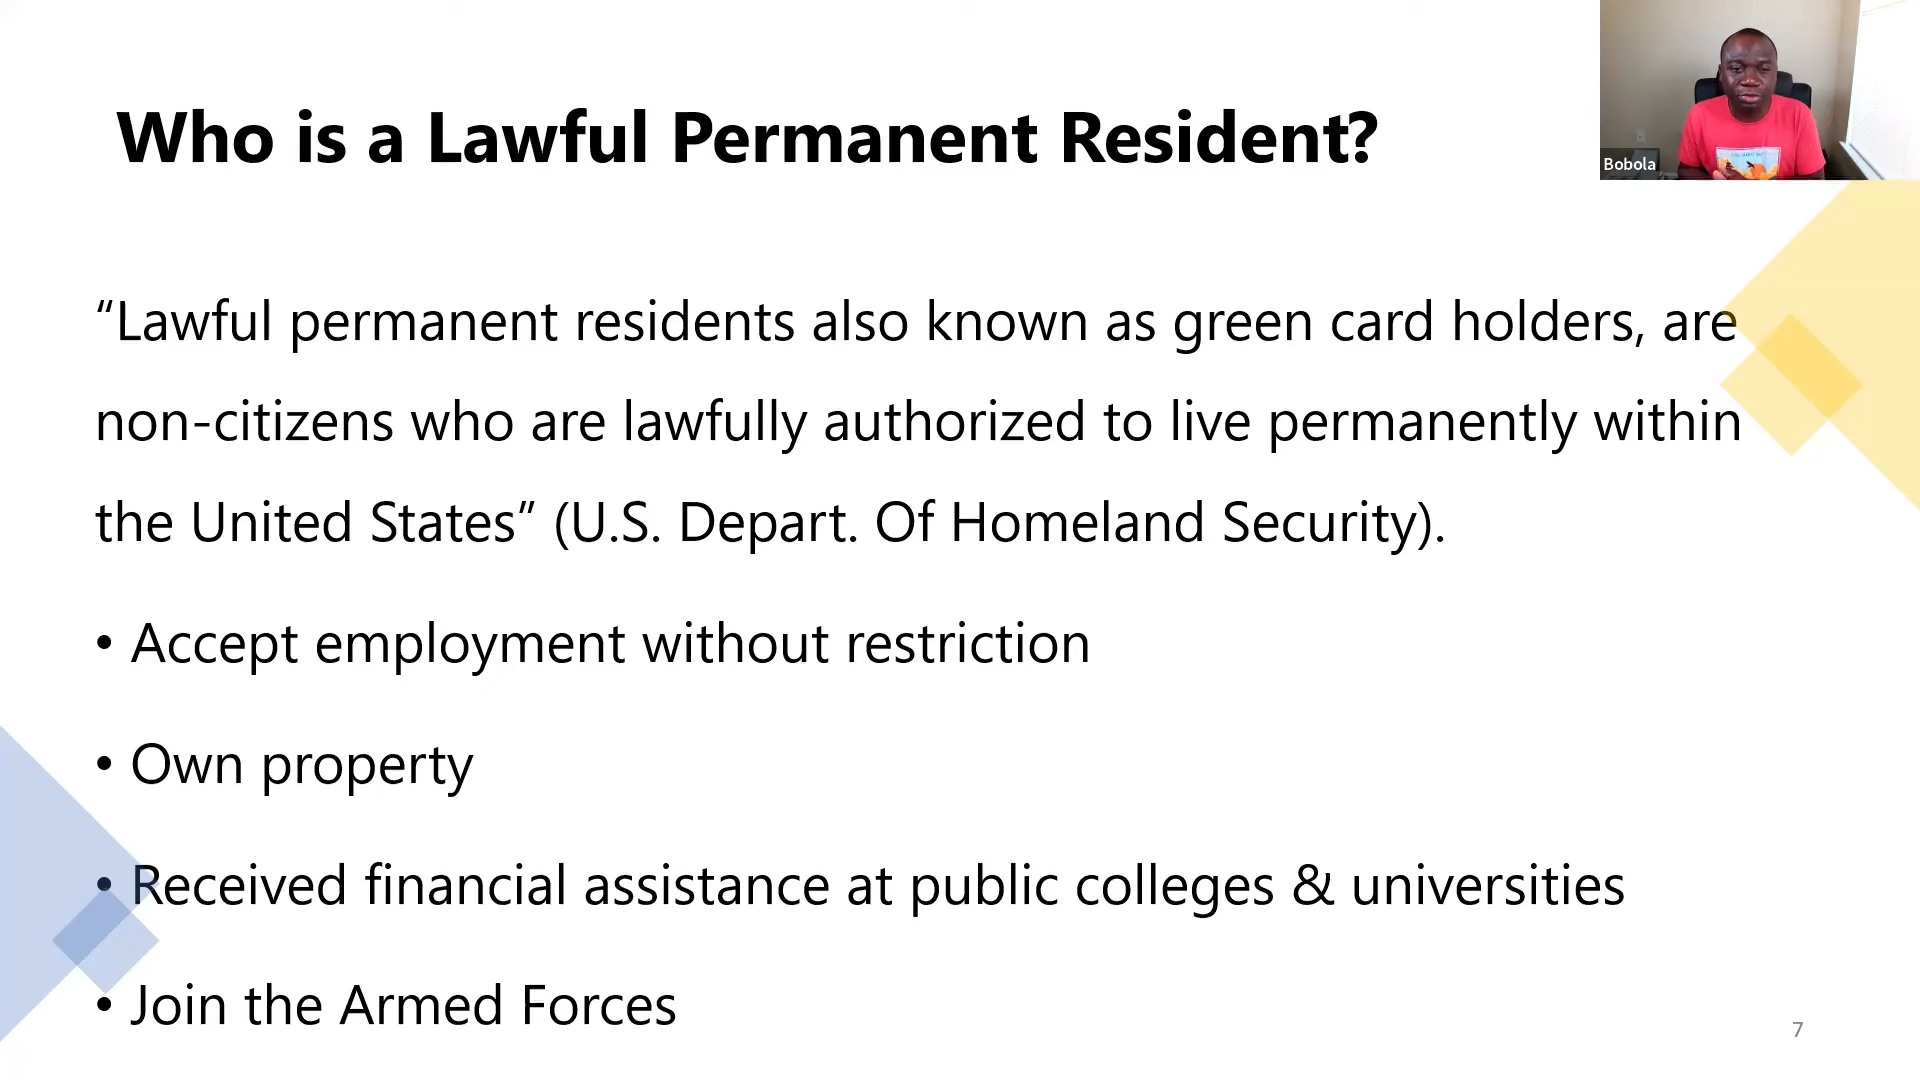 Who is a Lawful Permanent Resident?
Bobola
“Lawful permanent residents also known as green card holders, are
non-citizens who are lawfully authorized to live permanently within
the United States” (U.S. Depart. Of Homeland Security).
• Accept employment without restriction
• Own property
• Received financial assistance at public colleges & universities
• Join the Armed Forces
7